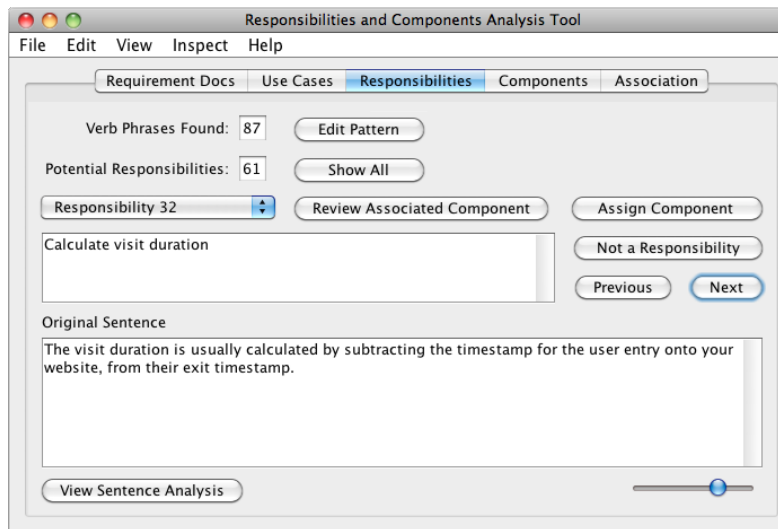 Responsibilities and Components Analysis Tool
File Edit View Inspect Help
Requirement Docs Use Cases Responsibilities Components Association
Verb Phrases Found: 87 Edit Pattern
Potential Responsibilities: 61 Show All
Responsibility 32 Review Associated Component Assign Component
Calculate visit duration Not a Responsibility
Previous Next
Original Sentence
The visit duration is usually calculated by subtracting the timestamp for the user entry onto your
website, from their exit timestamp.
View Sentence Analysis